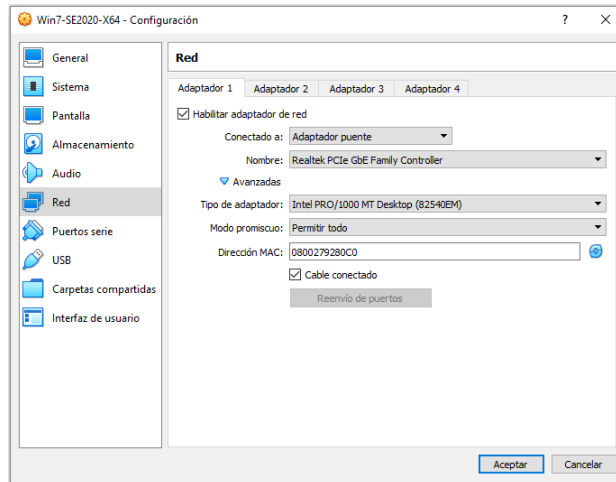 Win7-SE2020-X64 - Configuración
General
Sistema
Pantalla
Almacenamiento
Audio
Red
Puertos serie
USB
Carpetas compartidas
Interfaz de usuario
Red
Adaptador 1 Adaptador 2 Adaptador 3 Adaptador 4
Habilitar adaptador de red
Conectado a: Adaptador puente
Nombre: Realtek PCIe GbE Family Controller
Avanzadas
Tipo de adaptador: Intel PRO/1000 MT Desktop (82540EM)
Modo promiscuo: Permitir todo
Dirección MAC: 0800279280C0
Cable conectado
Reenvío de puertos
Aceptar Cancelar